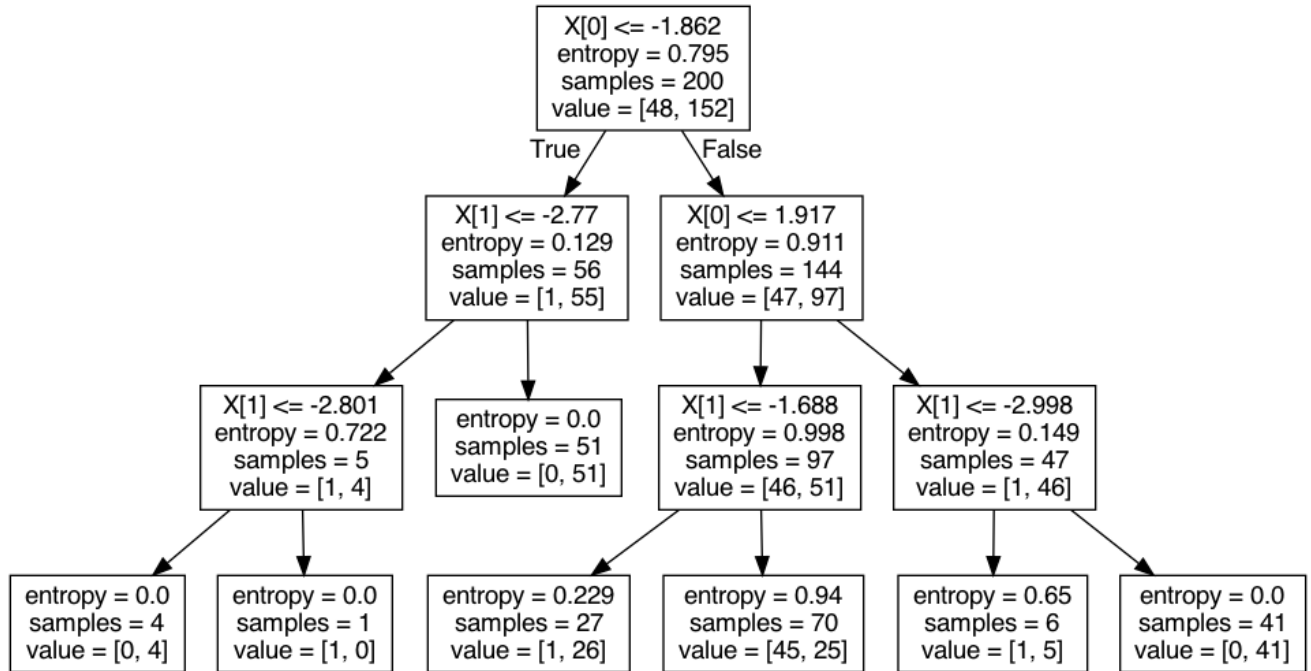 X[0] <= -1.862
entropy = 0.795
samples = 200
value = [48, 152]
True
False
X[1] <= -2.77
entropy = 0.129
samples = 56
value = [1, 55]
X[0] <= 1.917
entropy = 0.911
samples = 144
value = [47, 97]
X[1] <= -2.801
entropy = 0.722
samples = 5
value = [1, 4]
entropy = 0.0
samples = 51
value = [0, 51]
X[1] <= -1.688
entropy = 0.998
samples = 97
value = [46, 51]
X[1] <= -2.998
entropy = 0.149
samples = 47
value = [1, 46]
entropy = 0.0
samples = 4
value = [0, 4]
entropy = 0.0
samples = 1
value = [1, 0]
entropy = 0.229
samples = 27
value = [1, 26]
entropy = 0.94
samples = 70
value = [45, 25]
entropy = 0.65
samples = 6
value = [1, 5]
entropy = 0.0
samples = 41
value = [0, 41]